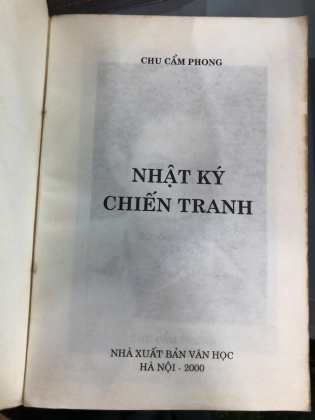 CHU CẨM PHONG
NHẬT KÝ
CHIẾN TRANH
NHÀ XUẤT BẢN VĂN HỌC
HÀ NỘI - 2000